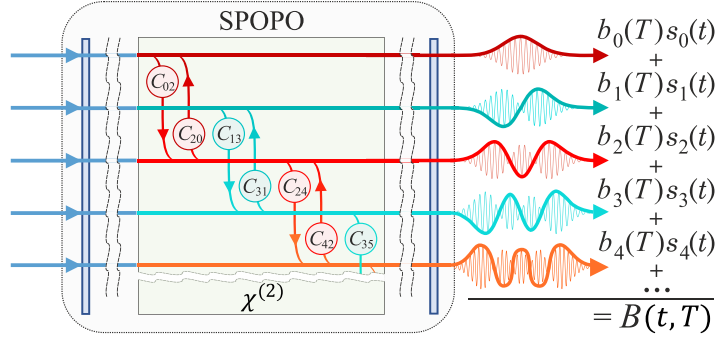 SPOPO
b₀(T)s₀(t)
+
C₀₂
C₂₀
b₁(T)s₁(t)
+
C₁₃
C₃₁
b₂(T)s₂(t)
+
C₂₄
C₄₂
b₃(T)s₃(t)
+
C₃₅
b₄(T)s₄(t)
+
...
χ⁽²⁾
= B(t, T)